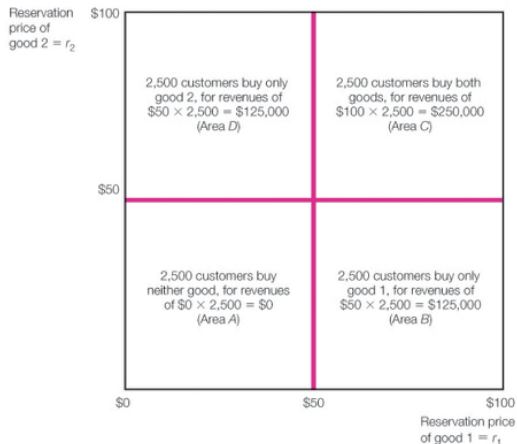 Reservation
price of
good 2 = r₂
$100
2,500 customers buy only
good 2, for revenues of
$50 × 2,500 = $125,000
(Area D)
2,500 customers buy both
goods, for revenues of
$100 × 2,500 = $250,000
(Area C)
$50
2,500 customers buy
neither good, for revenues
of $0 × 2,500 = $0
(Area A)
2,500 customers buy only
good 1, for revenues of
$50 × 2,500 = $125,000
(Area B)
$0
$50
$100
Reservation price
of good 1 = r₁